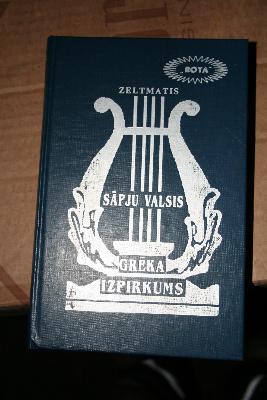 "ROTA"
ZELTMATIS
SĀPJU VALSIS
GRĒKA
IZPIRKUMS